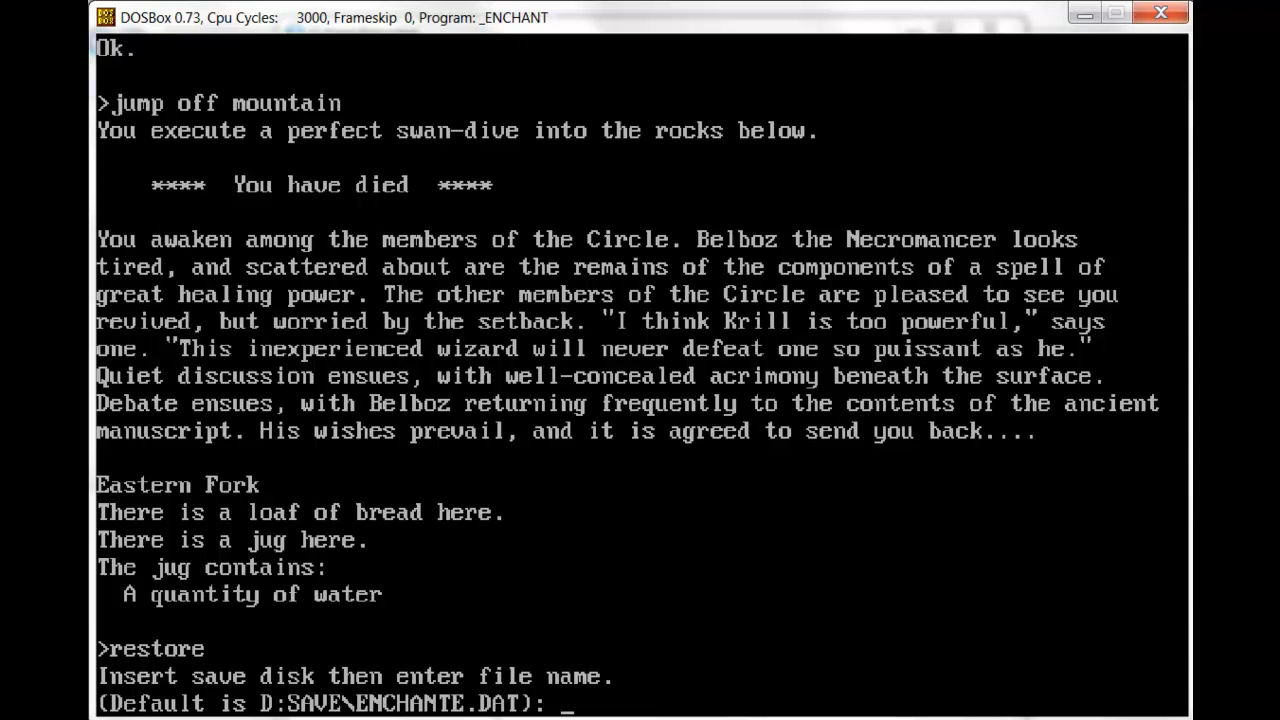 DOSBox 0.73, Cpu Cycles: 3000, Frameskip 0, Program: _ENCHANT
Ok.
>jump off mountain
You execute a perfect swan-dive into the rocks below.
**** You have died ****
You awaken among the members of the Circle. Belboz the Necromancer looks
tired, and scattered about are the remains of the components of a spell of
great healing power. The other members of the Circle are pleased to see you
revived, but worried by the setback. "I think Krill is too powerful," says
one. "This inexperienced wizard will never defeat one so puissant as he."
Quiet discussion ensues, with well-concealed acrimony beneath the surface.
Debate ensues, with Belboz returning frequently to the contents of the ancient
manuscript. His wishes prevail, and it is agreed to send you back....
Eastern Fork
There is a loaf of bread here.
There is a jug here.
The jug contains:
A quantity of water
>restore
Insert save disk then enter file name.
(Default is D:SAVE\ENCHANTE.DAT): _